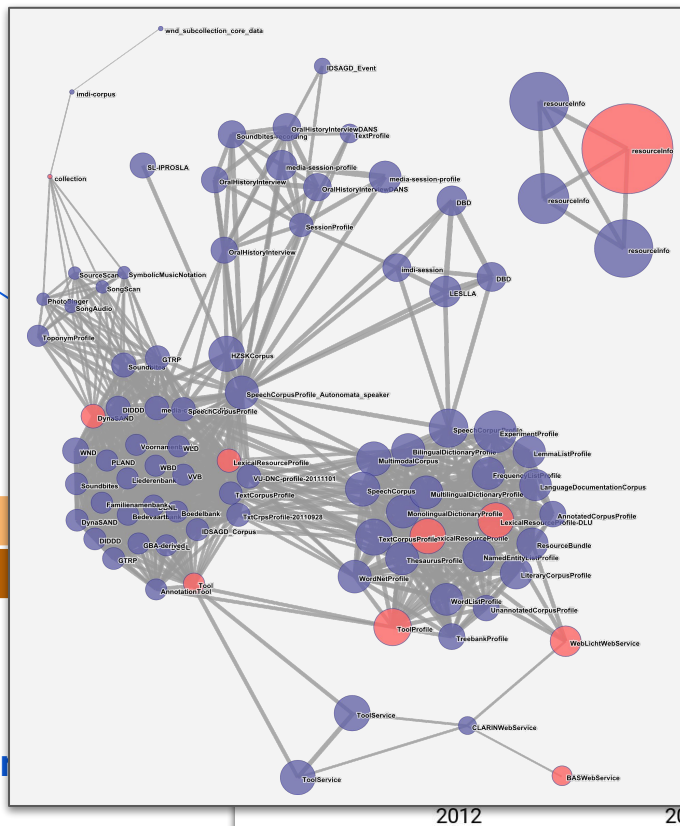 wnd_subcollection_core_data
IDSAGD_Event
imdi-corpus
resourceInfo
OralHistoryInterviewDANS
TextProfile
resourceInfo
SL-IPROSLA
media-session-profile
collection
media-session-profile
OralHistoryInterview
OralHistoryInterviewDANS
DBD
resourceInfo
SessionProfile
OralHistoryInterview
resourceInfo
imdi-session
SourceScan
SymbolicMusicNotation
DBD
SongScan
LESLLA
SongAudio
ToponymProfile
HZSKCorpus
GTRP
Soundbites
SpeechCorpusProfile_Autonomata_speaker
DIDDD
SpeechCorpusProfile
DynaSAND
ExperimentProfile
WND
BilingualDictionaryProfile
LemmaListProfile
PLAND
LexicalResourceProfile
MultimodalCorpus
WBD
VVB
FrequencyListProfile
Liederenbank
VU-DNC-profile-20111101
Soundbites
SpeechCorpus
LanguageDocumentationCorpus
TextCorpusProfile
MultilingualDictionaryProfile
Familienamenbank
Boedelbank
MonolingualDictionaryProfile
AnnotatedCorpusProfile
TxtCrpsProfile-20110928
DynaSAND
LexicalResourceProfile-DLU
IDSAGD_Corpus
TextCorpusProfile
DIDDD
GBA-derived
ResourceBundle
GTRP
ThesaurusProfile
NamedEntityListProfile
WordNetProfile
LiteraryCorpusProfile
Tool
AnnotationTool
WordListProfile
UnannotatedCorpusProfile
ToolProfile
TreebankProfile
WebLichtWebService
ToolService
CLARINWebService
ToolService
BASWebService
2012